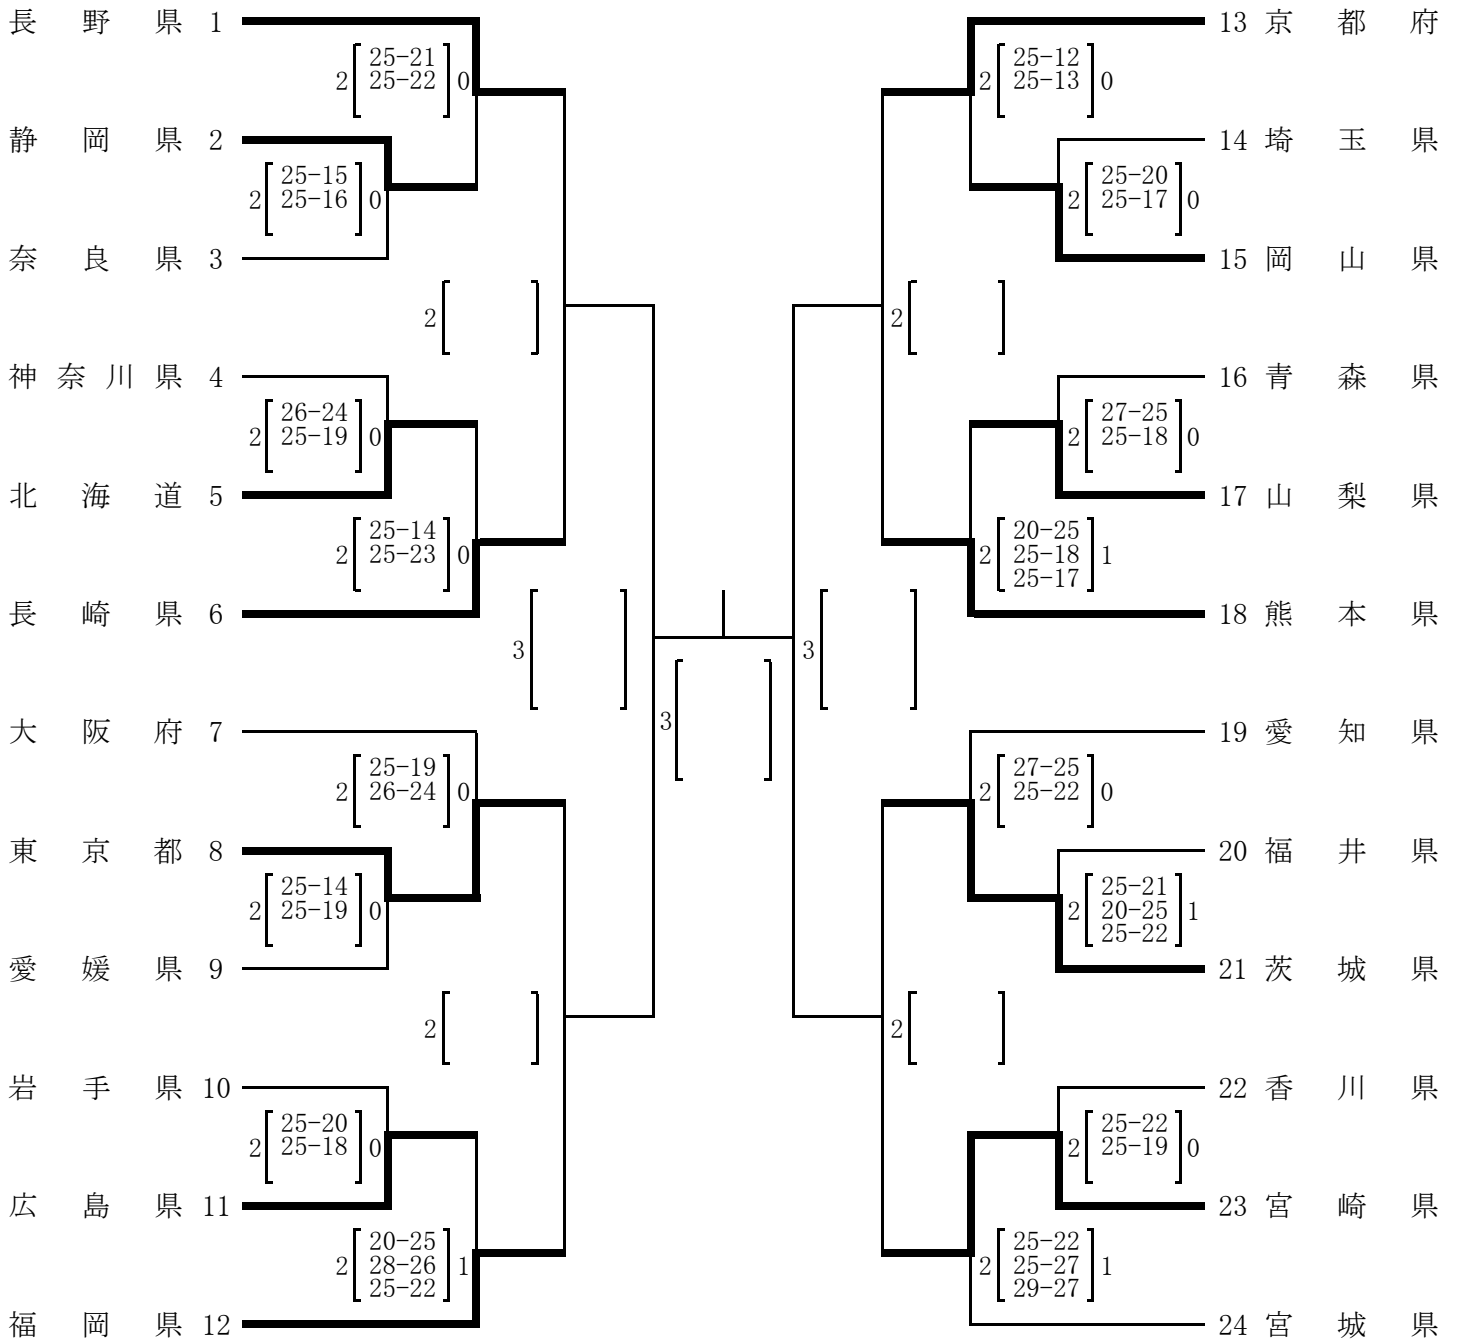 長野県 1
2 25-21 0
25-22
静岡県 2
2 25-15 0
25-16
奈良県 3
2
神奈川県 4
2 26-24 0
25-19
北海道 5
2 25-14 0
25-23
長崎県 6
3
大阪府 7
2 25-19 0
26-24
東京都 8
2 25-14 0
25-19
愛媛県 9
2
岩手県 10
2 25-20 0
25-18
広島県 11
2 20-25 1
28-26
25-22
福岡県 12
3
13 京都府
2 25-12 0
25-13
14 埼玉県
2 25-20 0
25-17
15 岡山県
2
16 青森県
2 27-25 0
25-18
17 山梨県
2 20-25 1
25-18
25-17
18 熊本県
3
19 愛知県
2 27-25 0
25-22
20 福井県
2 25-21 1
20-25
25-22
21 茨城県
2
22 香川県
2 25-22 0
25-19
23 宮崎県
2 25-22 1
25-27
29-27
24 宮城県